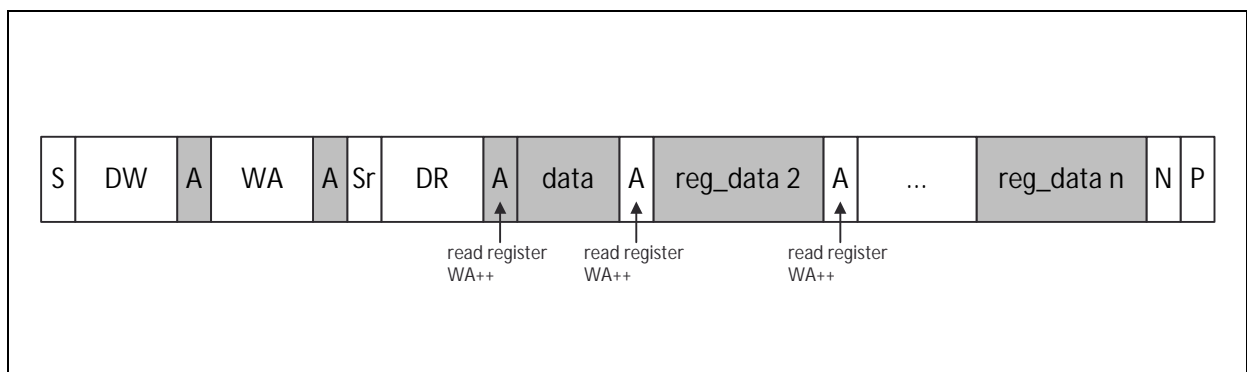 S DW A WA A Sr DR A data A reg_data 2 A ... reg_data n N P
read register read register read register
WA++ WA++ WA++